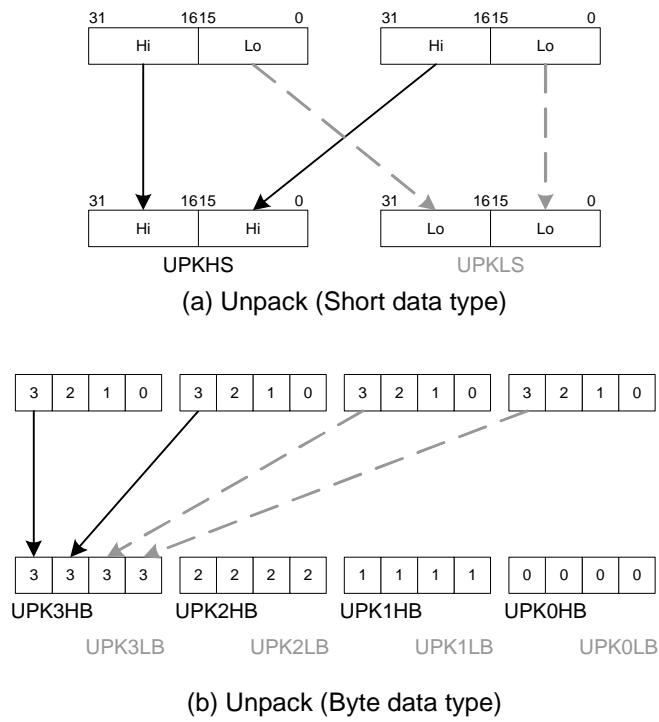 31 1615 0 31 1615 0
Hi Lo Hi Lo
31 1615 0 31 1615 0
Hi Hi Lo Lo
UPKHS UPKLS
(a) Unpack (Short data type)
3 2 1 0 3 2 1 0 3 2 1 0 3 2 1 0
3 3 3 3 2 2 2 2 1 1 1 1 0 0 0 0
UPK3HB UPK2HB UPK1HB UPK0HB
UPK3LB UPK2LB UPK1LB UPK0LB
(b) Unpack (Byte data type)